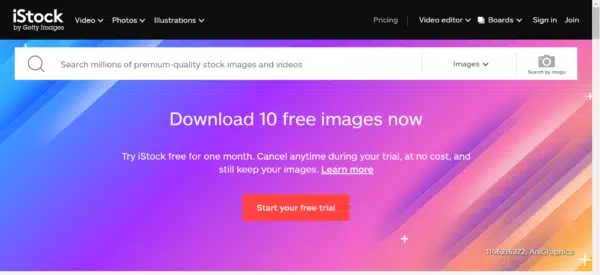 iStock
by Getty Images
Video Photos Illustrations Pricing Video editor Boards Sign in Join
Search millions of premium-quality stock images and videos Images
Search by image
Download 10 free images now
Try iStock free for one month. Cancel anytime during your trial, at no cost, and
still keep your images. Learn more
Start your free trial
1146216372, AniGraphics